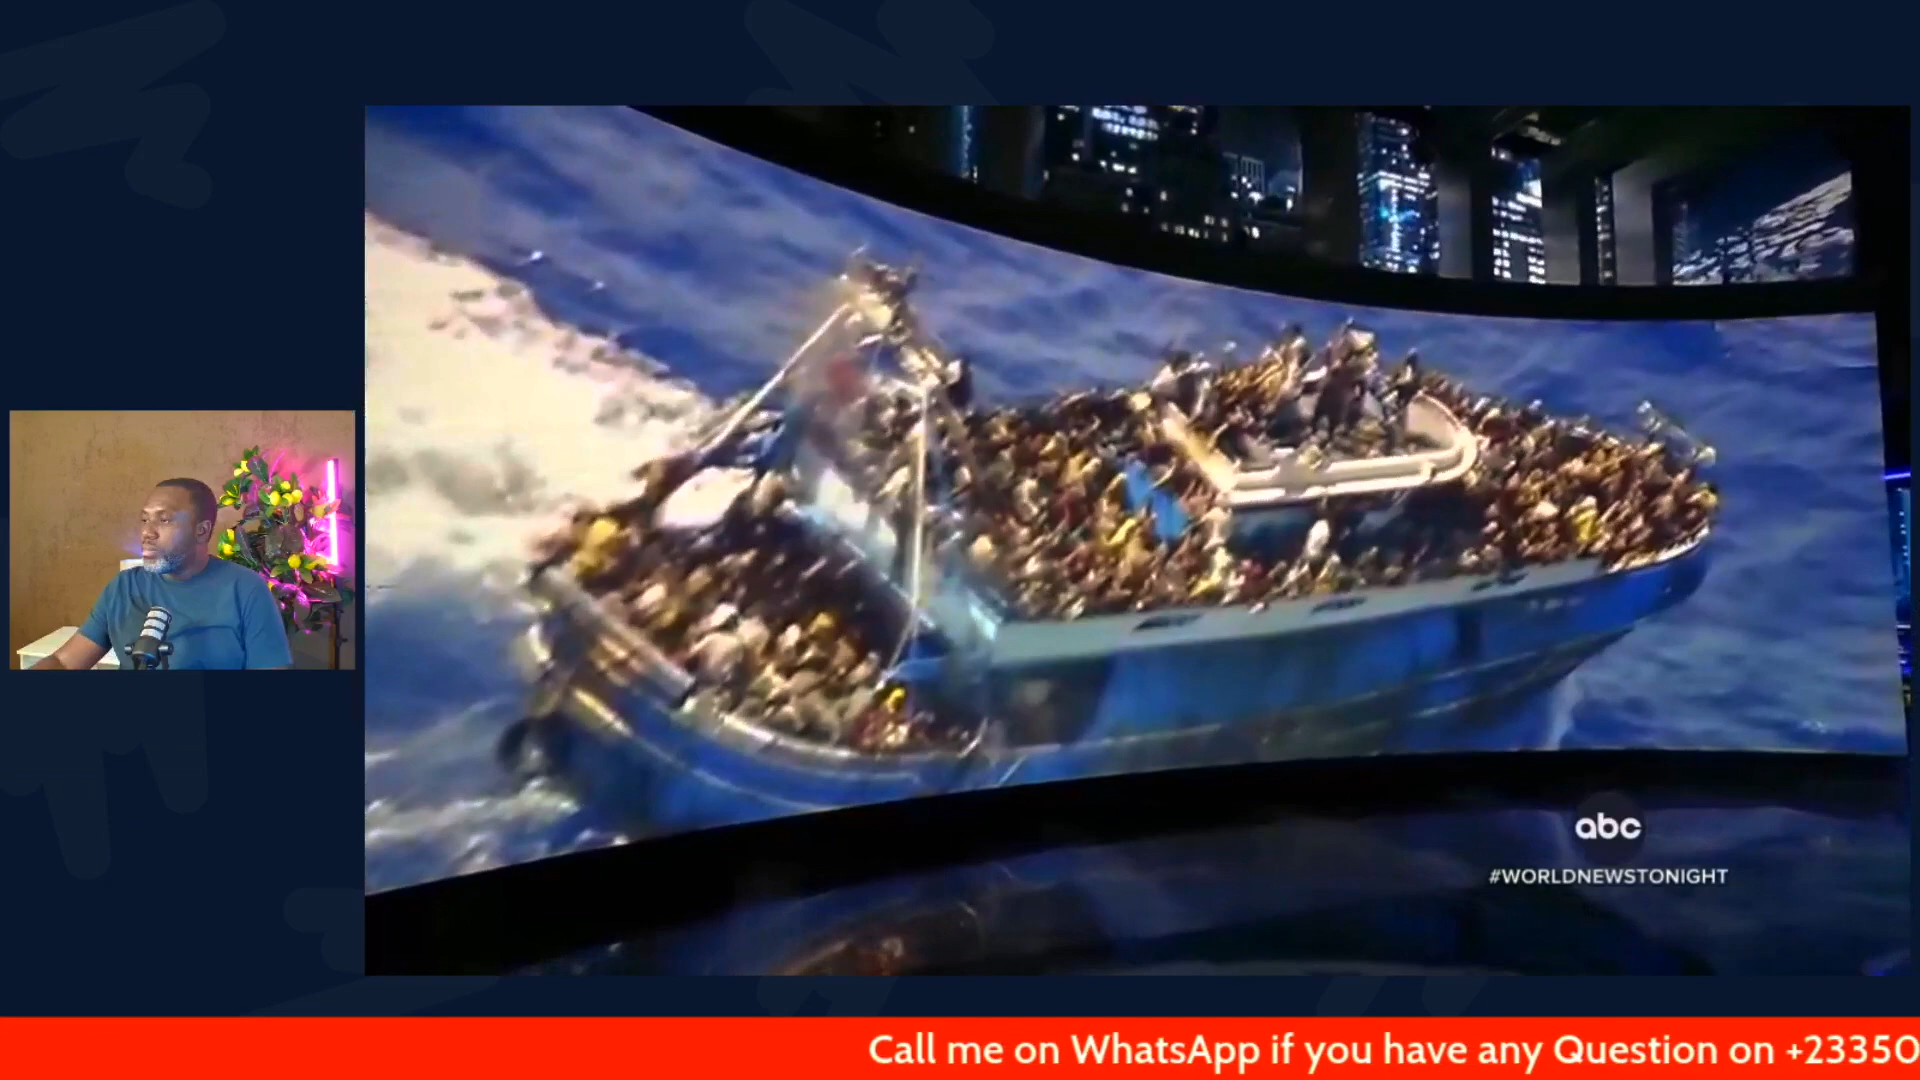 abc
#WORLDNEWSTONIGHT
Call me on WhatsApp if you have any Question on +23350